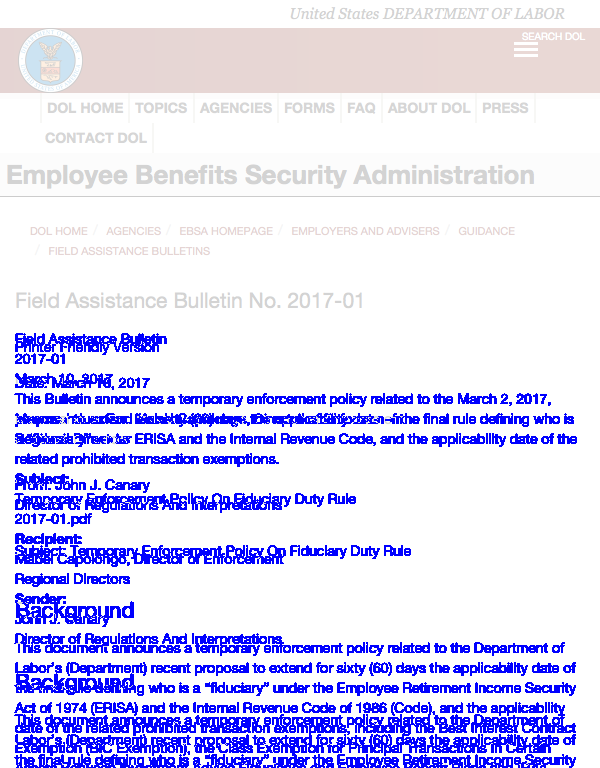 United States DEPARTMENT OF LABOR
SEARCH DOL
DOL HOME TOPICS AGENCIES FORMS FAQ ABOUT DOL PRESS
CONTACT DOL
Employee Benefits Security Administration
DOL HOME / AGENCIES / EBSA HOMEPAGE / EMPLOYERS AND ADVISERS / GUIDANCE
/ FIELD ASSISTANCE BULLETINS
Field Assistance Bulletin No. 2017-01
Field Assistance Bulletin
Printer Friendly Version
2017-01
March 10, 2017
Date: March 10, 2017
This Bulletin announces a temporary enforcement policy related to the March 2, 2017,
the final rule defining who is
ERISA and the Internal Revenue Code, and the applicability date of the
related prohibited transaction exemptions.
Subject:
From: John J. Canary
Temporary Enforcement Policy On Fiduciary Duty Rule
Director of Regulations And Interpretations
2017-01.pdf
Recipient:
Subject: Temporary Enforcement Policy On Fiduciary Duty Rule
Mabel Capolongo, Director of Enforcement
Regional Directors
Sender:
Background
John J. Canary
Director of Regulations And Interpretations
This document announces a temporary enforcement policy related to the Department of
Labor's (Department) recent proposal to extend for sixty (60) days the applicability date of
Background
the final rule defining who is a “fiduciary” under the Employee Retirement Income Security
Act of 1974 (ERISA) and the Internal Revenue Code of 1986 (Code), and the applicability
This document announces a temporary enforcement policy related to the Department of
date of the related prohibited transaction exemptions, including the Best Interest Contract
Labor's (Department) recent proposal to extend for sixty (60) days the applicability date of
Exemption (BIC Exemption), the Class Exemption for Principal Transactions in Certain
the final rule defining who is a “fiduciary” under the Employee Retirement Income Security